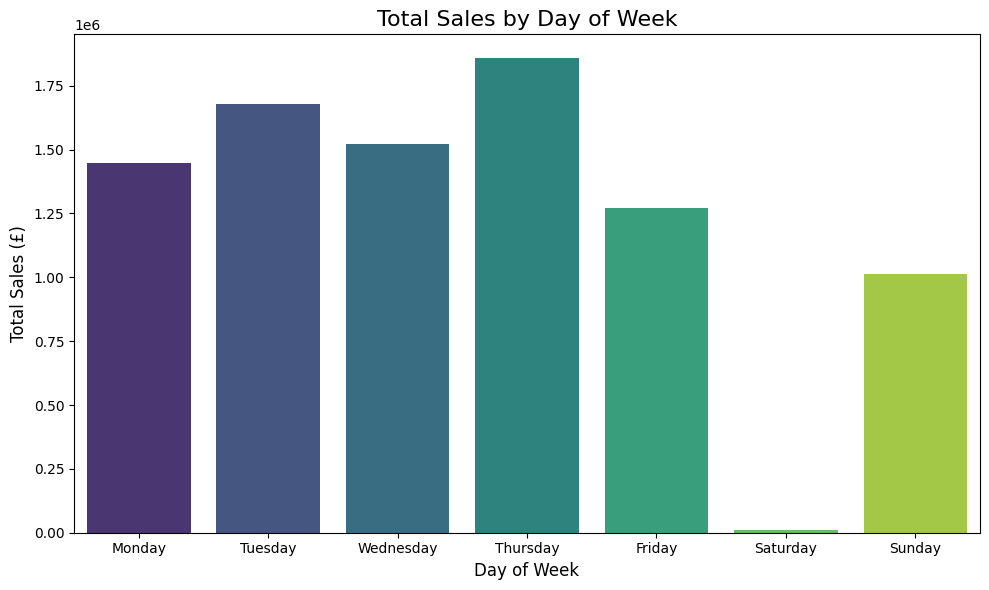 Total Sales by Day of Week
1e6
Total Sales (£)
1.75
1.50
1.25
1.00
0.75
0.50
0.25
0.00
Monday Tuesday Wednesday Thursday Friday Saturday Sunday
Day of Week